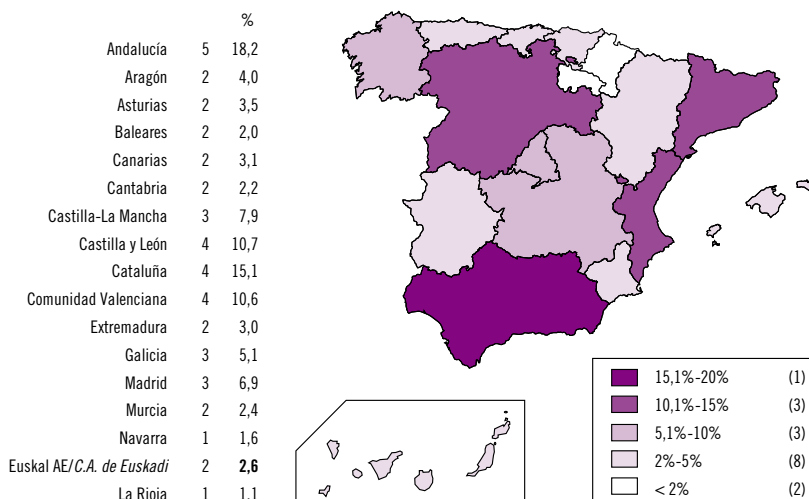 %
Andalucía 5 18,2
Aragón 2 4,0
Asturias 2 3,5
Baleares 2 2,0
Canarias 2 3,1
Cantabria 2 2,2
Castilla-La Mancha 3 7,9
Castilla y León 4 10,7
Cataluña 4 15,1
Comunidad Valenciana 4 10,6
Extremadura 2 3,0
Galicia 3 5,1
Madrid 3 6,9
Murcia 2 2,4
Navarra 1 1,6
Euskal AE/C.A. de Euskadi 2 2,6
La Rioja 1 1,1
15,1%-20% (1)
10,1%-15% (3)
5,1%-10% (3)
2%-5% (8)
< 2% (2)